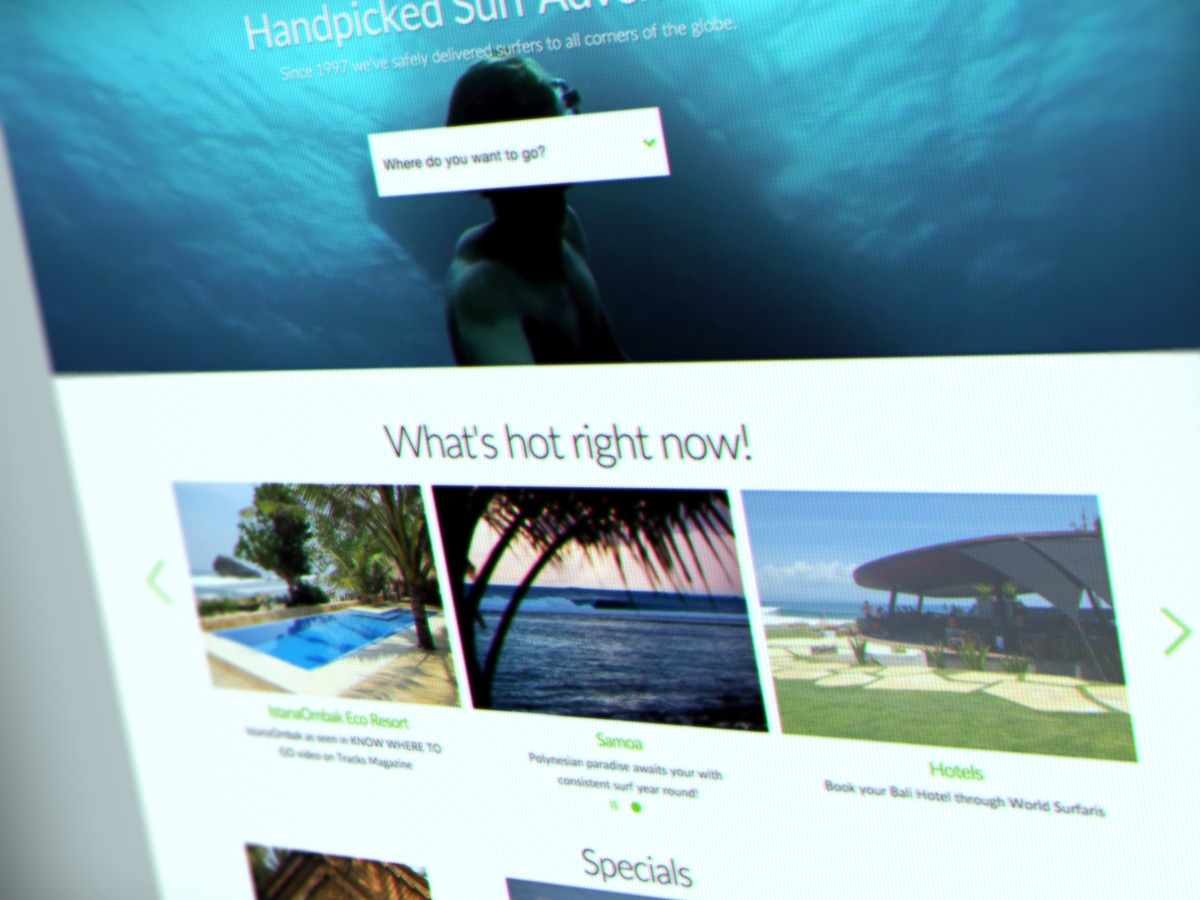 Handpicked Surf
Since 1997 we've safely delivered surfers to all corners of the globe.
Where do you want to go?
What's hot right now!
IstanaOmbak Eco Resort
IstanaOmbak as seen in KNOW WHERE TO
GO video on Tracks Magazine
Samoa
Polynesian paradise awaits your with
consistent surf year round!
Hotels
Book your Bali Hotel through World Surfaris
Specials